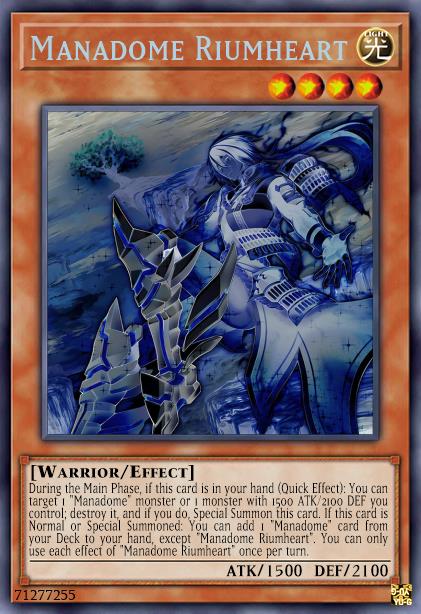 MANADOME RIUMHEART
LIGHT
光
[WARRIOR/EFFECT]
During the Main Phase, if this card is in your hand (Quick Effect): You can
target 1 "Manadome" monster or 1 monster with 1500 ATK/2100 DEF you
control; destroy it, and if you do, Special Summon this card. If this card is
Normal or Special Summoned: You can add 1 "Manadome" card from
your Deck to your hand, except "Manadome Riumheart". You can only
use each effect of "Manadome Riumheart" once per turn.
ATK/1500 DEF/2100
71277255